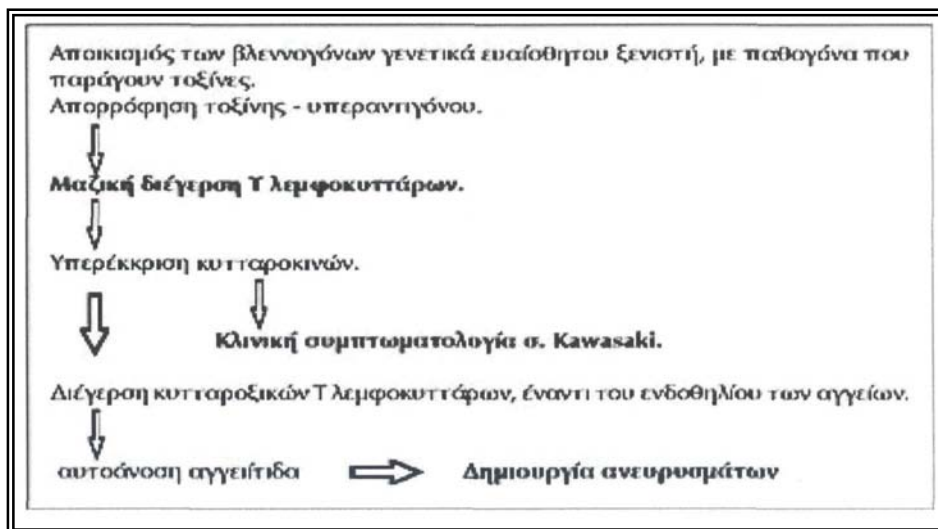 Αποικισμός των βλεννογόνων γενετικά ευαίσθητου ξενιστή, με παθογόνα που
παράγουν τοξίνες.
Απορρόφηση τοξίνης - υπεραντιγόνου.
Μαζική διέγερση Τ λεμφοκυττάρων.
Υπερέκκριση κυτταροκινών.
Κλινική συμπτωματολογία σ. Kawasaki.
Διέγερση κυτταροξικών Τ λεμφοκυττάρων, έναντι του ενδοθηλίου των αγγείων.
αυτοάνοση αγγειίτιδα Δημιουργία ανευρυσμάτων